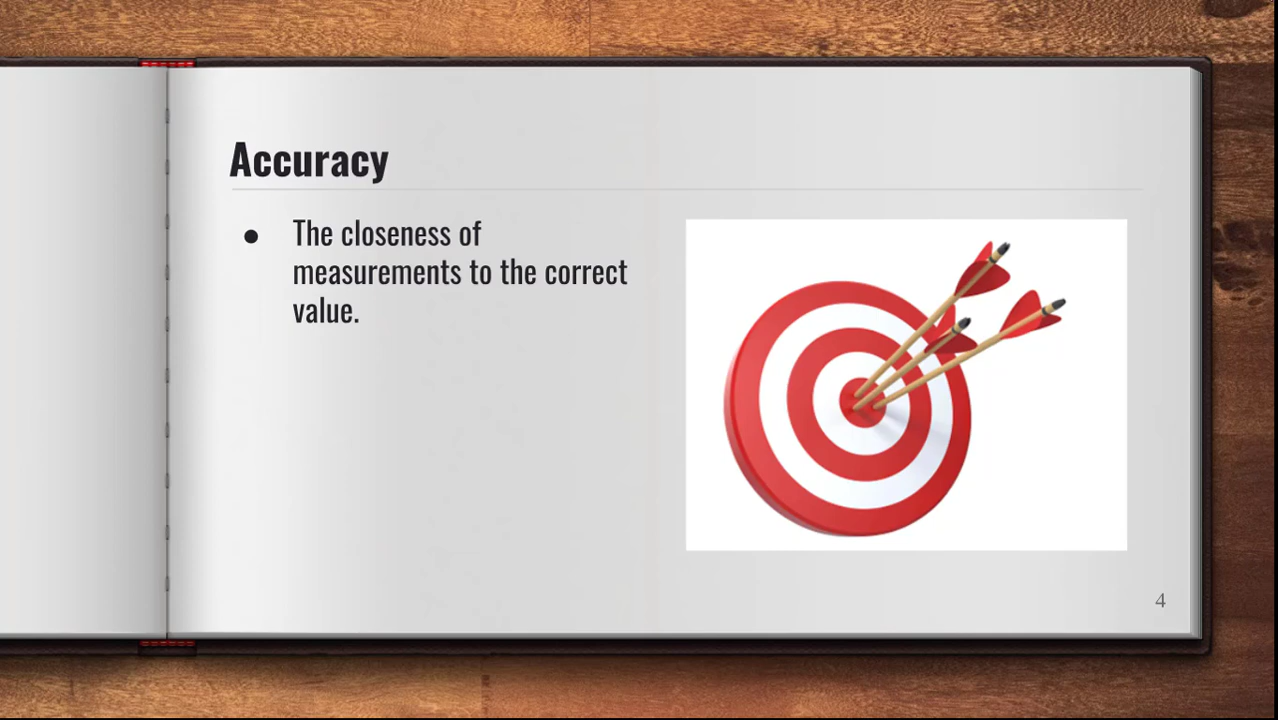 Accuracy
● The closeness of
measurements to the correct
value.
4